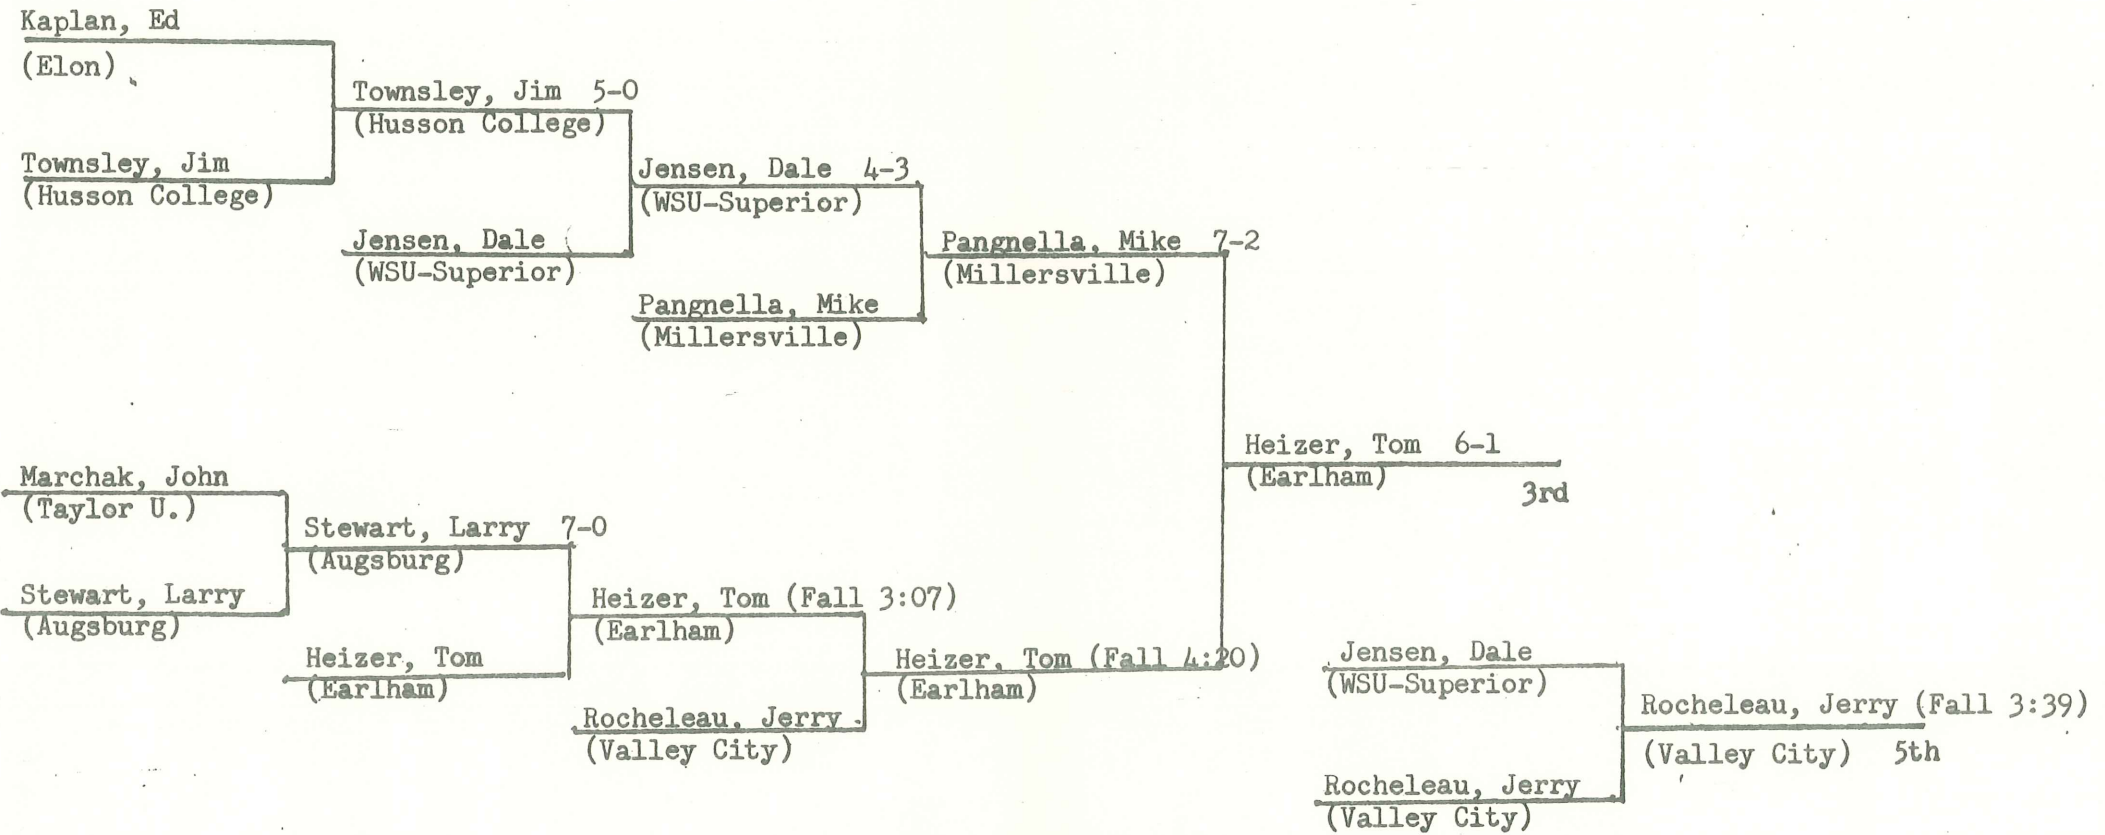 Kaplan, Ed
(Elon)
Townsley, Jim 5-0
(Husson College)
Townsley, Jim
(Husson College)
Jensen, Dale 4-3
(WSU-Superior)
Jensen, Dale
(WSU-Superior)
Pangnella, Mike 7-2
(Millersville)
Pangnella, Mike
(Millersville)
Heizer, Tom 6-1
(Earlham)
3rd
Marchak, John
(Taylor U.)
Stewart, Larry 7-0
(Augsburg)
Stewart, Larry
(Augsburg)
Heizer, Tom (Fall 3:07)
(Earlham)
Heizer, Tom
(Earlham)
Heizer, Tom (Fall 4:20)
(Earlham)
Rocheleau, Jerry
(Valley City)
Jensen, Dale
(WSU-Superior)
Rocheleau, Jerry (Fall 3:39)
(Valley City) 5th
Rocheleau, Jerry
(Valley City)